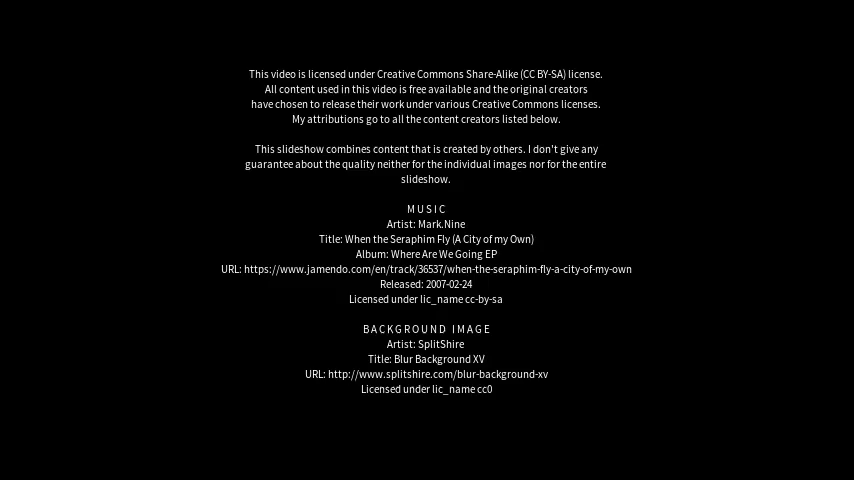 This video is licensed under Creative Commons Share-Alike (CC BY-SA) license.
All content used in this video is free available and the original creators
have chosen to release their work under various Creative Commons licenses.
My attributions go to all the content creators listed below.
This slideshow combines content that is created by others. I don't give any
guarantee about the quality neither for the individual images nor for the entire
slideshow.
MUSIC
Artist: Mark.Nine
Title: When the Seraphim Fly (A City of my Own)
Album: Where Are We Going EP
URL: https://www.jamendo.com/en/track/36537/when-the-seraphim-fly-a-city-of-my-own
Released: 2007-02-24
Licensed under lic_name cc-by-sa
BACKGROUND IMAGE
Artist: SplitShire
Title: Blur Background XV
URL: http://www.splitshire.com/blur-background-xv
Licensed under lic_name cc0